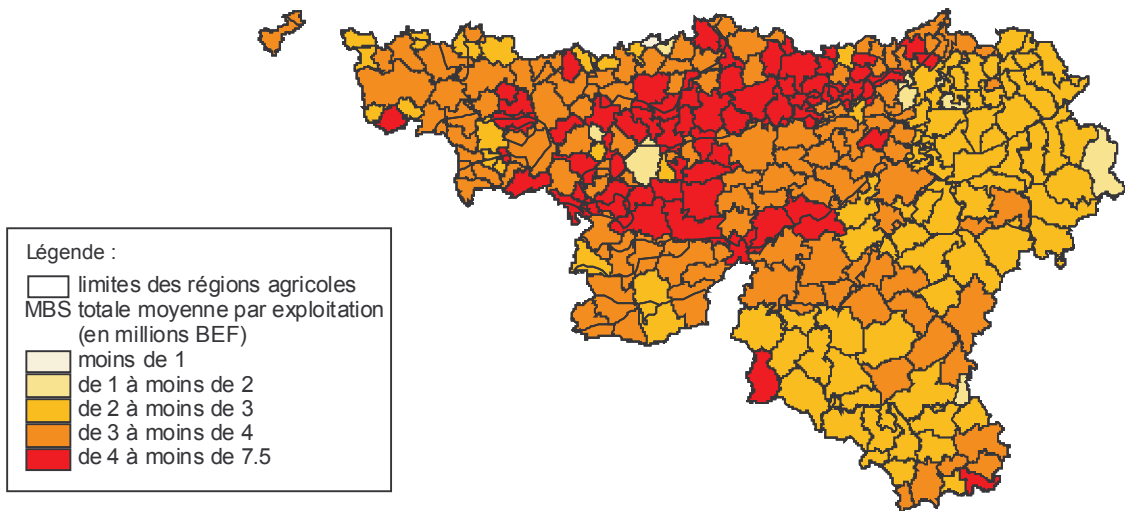 Légende :
limites des régions agricoles
MBS totale moyenne par exploitation
(en millions BEF)
moins de 1
de 1 à moins de 2
de 2 à moins de 3
de 3 à moins de 4
de 4 à moins de 7.5